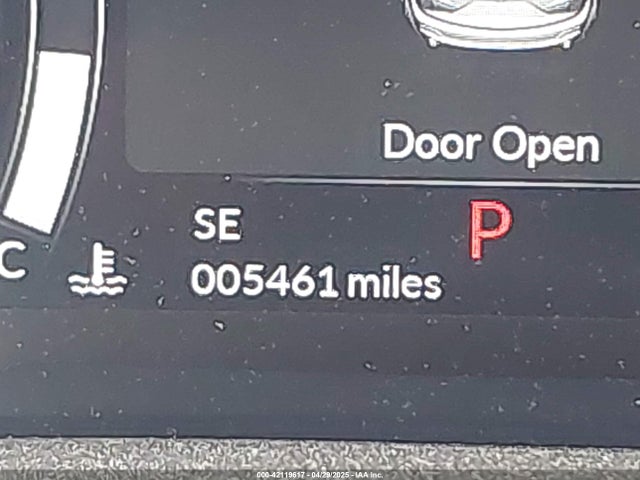 Door Open
SE
P
C
005461 miles
000-42119617 - 04/29/2025 - IAA Inc.